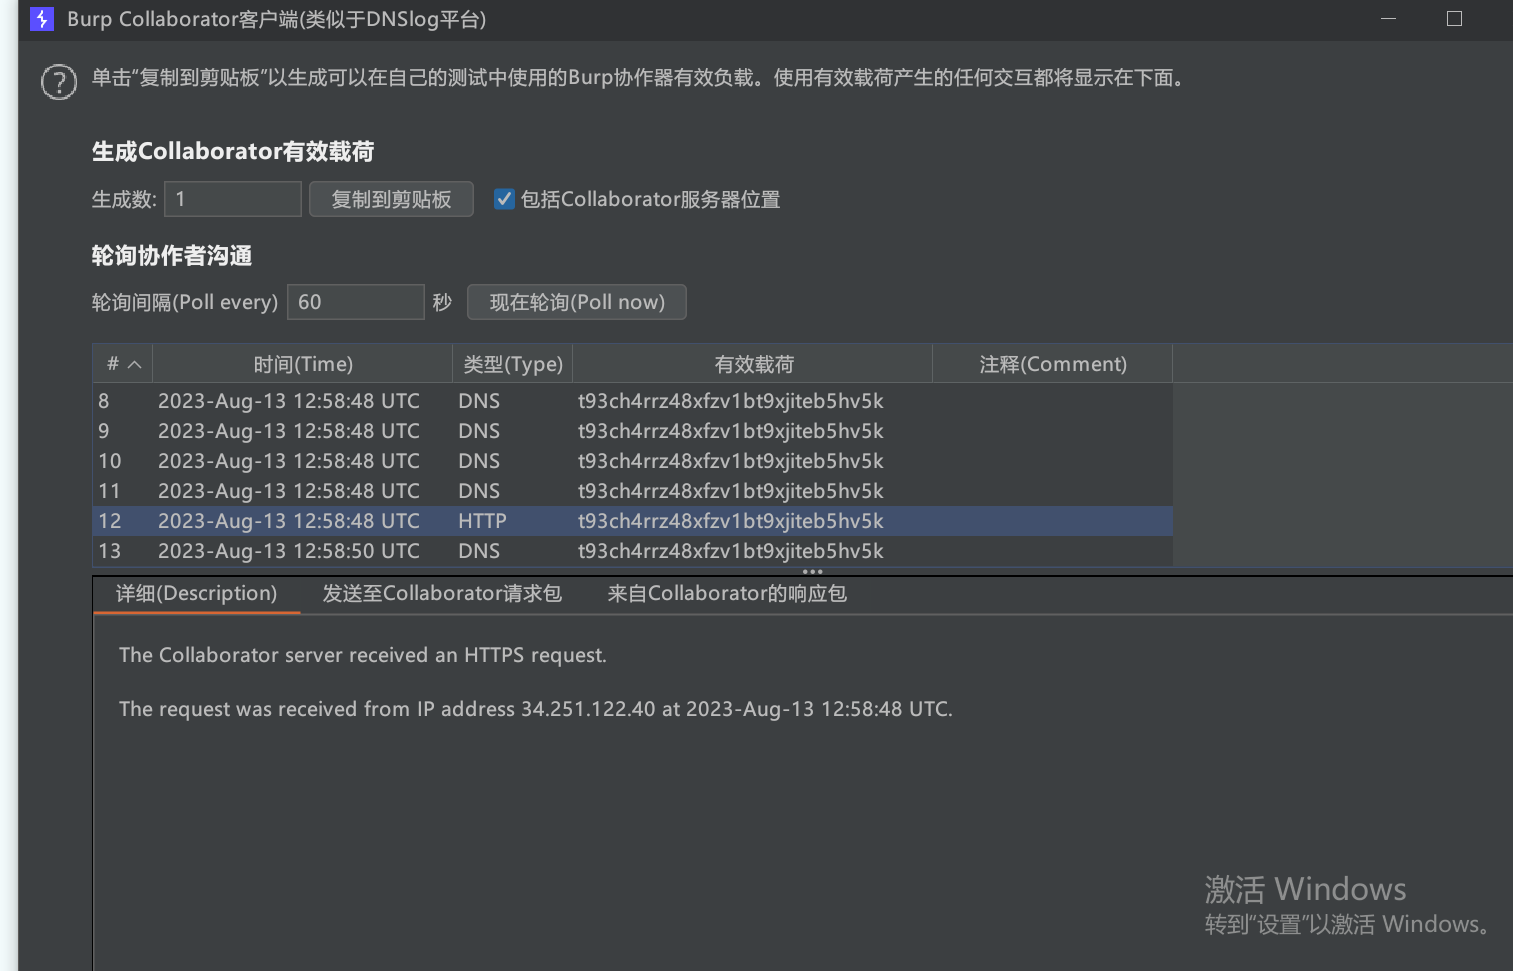 Burp Collaborator客户端(类似于DNSlog平台)
单击“复制到剪贴板”以生成可以在自己的测试中使用的Burp协作器有效负载。使用有效载荷产生的任何交互都将显示在下面。
生成Collaborator有效载荷
生成数: 1 复制到剪贴板 包括Collaborator服务器位置
轮询协作者沟通
轮询间隔(Poll every) 60 秒 现在轮询(Poll now)
# 时间(Time) 类型(Type) 有效载荷 注释(Comment)
8 2023-Aug-13 12:58:48 UTC DNS t93ch4rrz48xfzv1bt9xjiteb5hv5k
9 2023-Aug-13 12:58:48 UTC DNS t93ch4rrz48xfzv1bt9xjiteb5hv5k
10 2023-Aug-13 12:58:48 UTC DNS t93ch4rrz48xfzv1bt9xjiteb5hv5k
11 2023-Aug-13 12:58:48 UTC DNS t93ch4rrz48xfzv1bt9xjiteb5hv5k
12 2023-Aug-13 12:58:48 UTC HTTP t93ch4rrz48xfzv1bt9xjiteb5hv5k
13 2023-Aug-13 12:58:50 UTC DNS t93ch4rrz48xfzv1bt9xjiteb5hv5k
详细(Description) 发送至Collaborator请求包 来自Collaborator的响应包
The Collaborator server received an HTTPS request.
The request was received from IP address 34.251.122.40 at 2023-Aug-13 12:58:48 UTC.
激活 Windows
转到“设置”以激活 Windows。